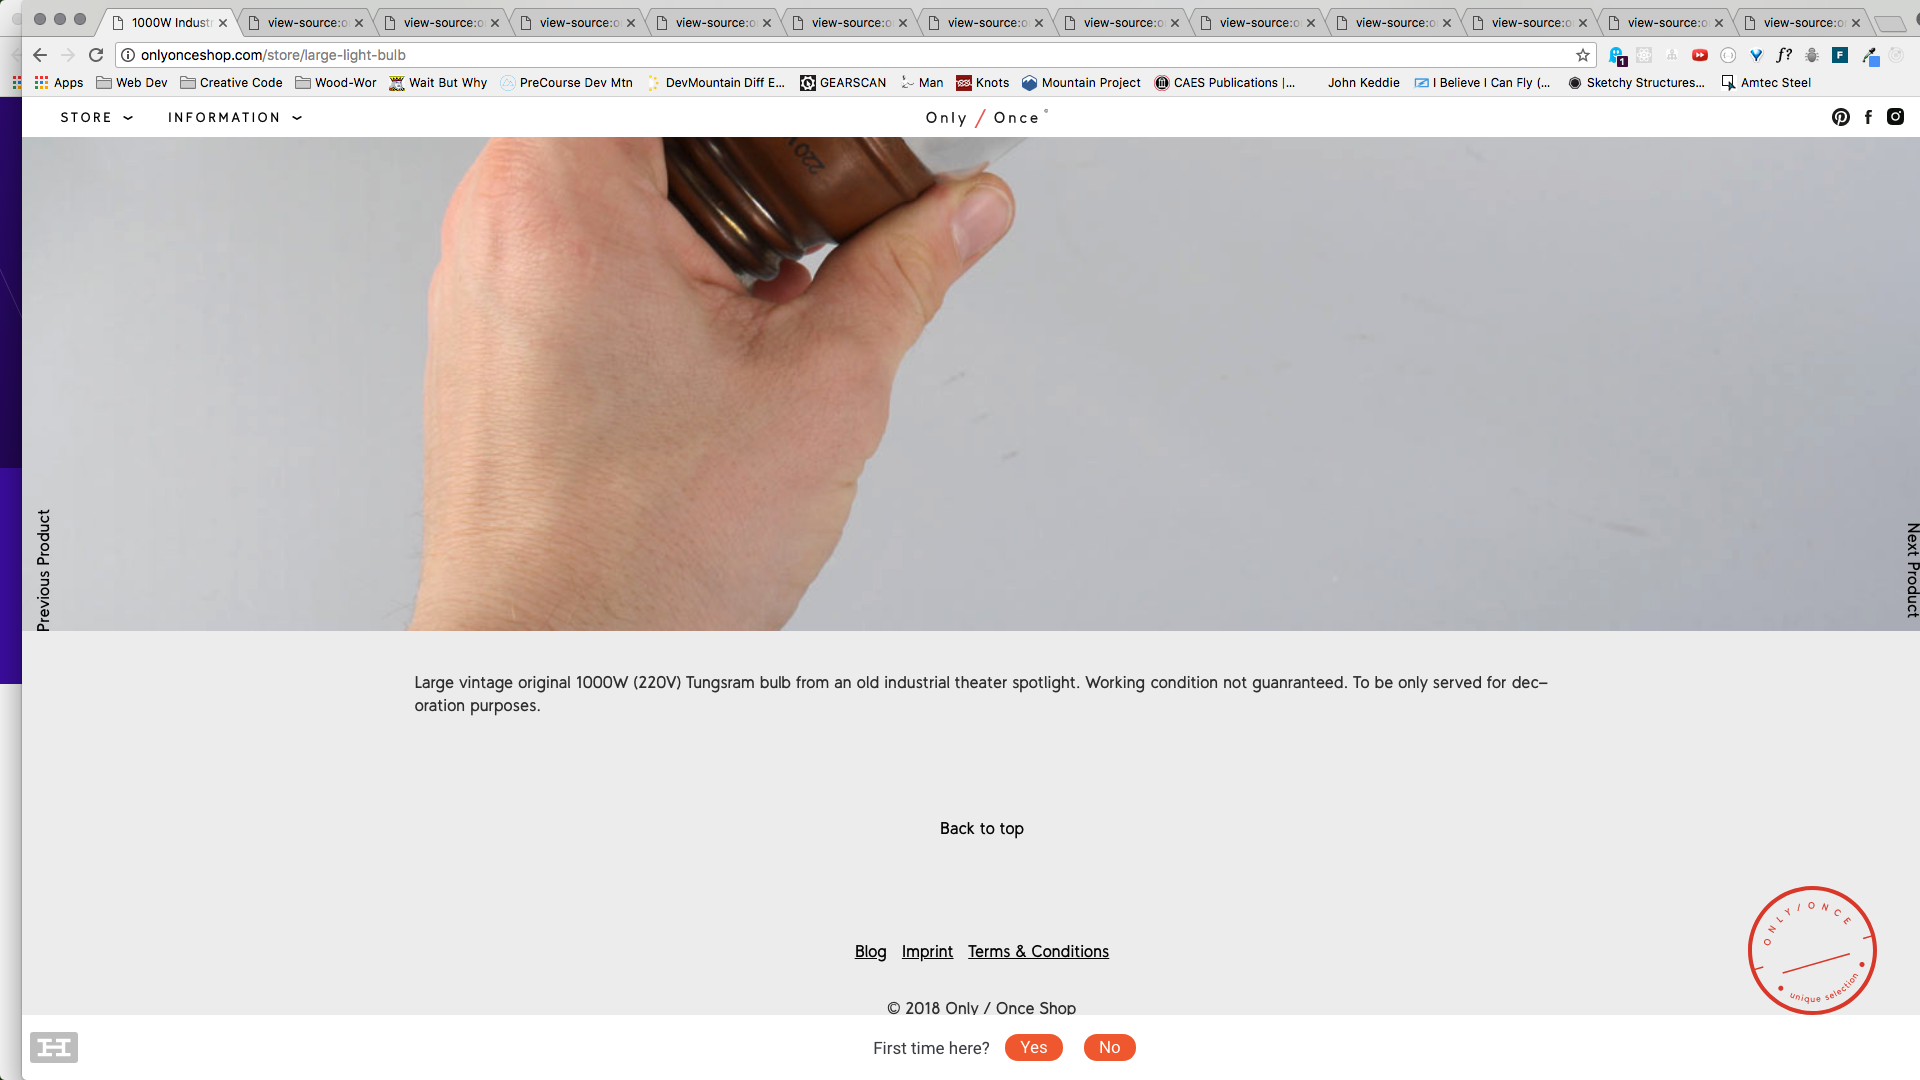 1000W Indust
view-source:o
view-source:o
view-source:o
view-source:o
view-source:o
view-source:o
view-source:o
view-source:o
view-source:o
view-source:o
view-source:o
view-source:o
onlyonceshop.com/store/large-light-bulb
1
f?
F
Apps
Web Dev
Creative Code
Wood-Wor
Wait But Why
PreCourse Dev Mtn
DevMountain Diff E...
GEARSCAN
Man
Knots
Mountain Project
CAES Publications |...
John Keddie
I Believe I Can Fly (...
Sketchy Structures...
Amtec Steel
STORE
INFORMATION
Only / Once
220
Previous Product
Next Product
Large vintage original 1000W (220V) Tungsram bulb from an old industrial theater spotlight. Working condition not guanranteed. To be only served for dec-
oration purposes.
Back to top
Blog Imprint Terms & Conditions
ONLY/ONCE
unique selection
© 2018 Only / Once Shop
First time here?
Yes
No